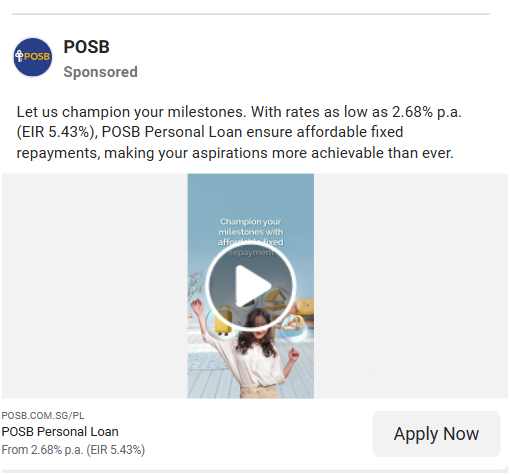 POSB
POSB
Sponsored
Let us champion your milestones. With rates as low as 2.68% p.a.
(EIR 5.43%), POSB Personal Loan ensure affordable fixed
repayments, making your aspirations more achievable than ever.
Champion your
milestones with
affordable fixed
repayment
POSB.COM.SG/PL
POSB Personal Loan
From 2.68% p.a. (EIR 5.43%)
Apply Now